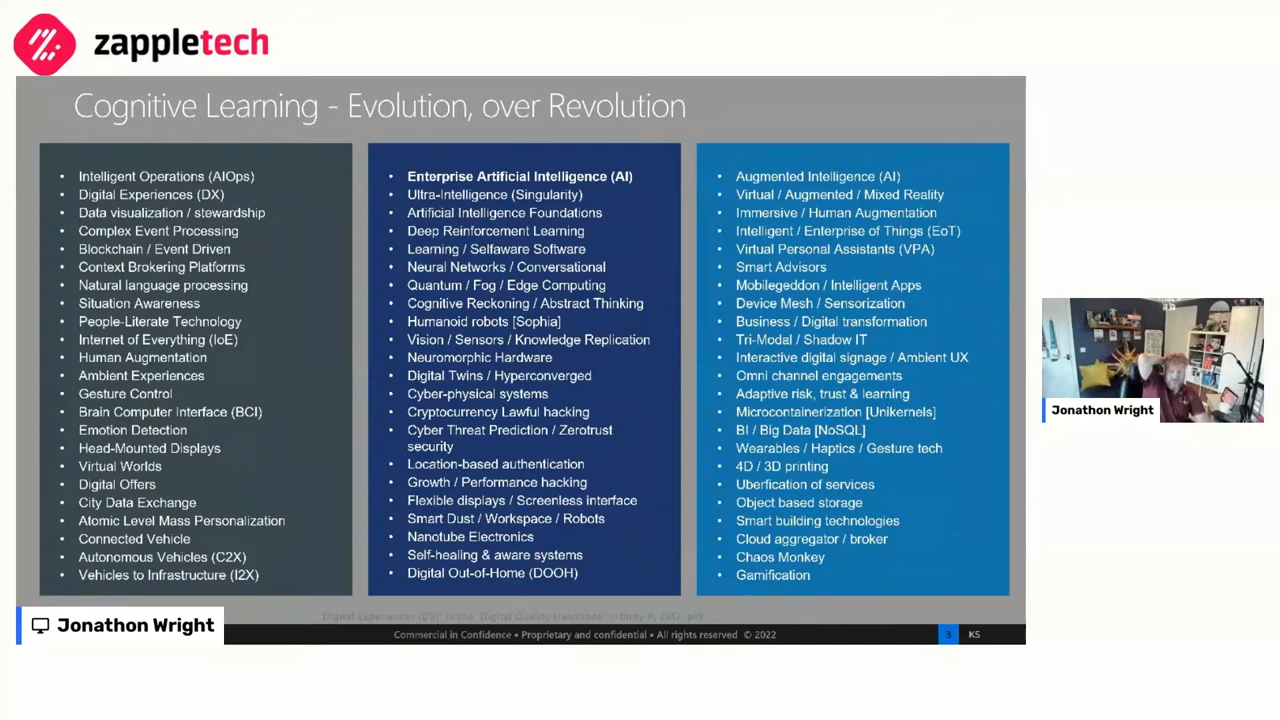 zappletech
Cognitive Learning - Evolution, over Revolution
• Intelligent Operations (AIOps)
• Digital Experiences (DX)
• Data visualization / stewardship
• Complex Event Processing
• Blockchain / Event Driven
• Context Brokering Platforms
• Natural language processing
• Situation Awareness
• People-Literate Technology
• Internet of Everything (IoE)
• Human Augmentation
• Ambient Experiences
• Gesture Control
• Brain Computer Interface (BCI)
• Emotion Detection
• Head-Mounted Displays
• Virtual Worlds
• Digital Offers
• City Data Exchange
• Atomic Level Mass Personalization
• Connected Vehicle
• Autonomous Vehicles (C2X)
• Vehicles to Infrastructure (I2X)
• Enterprise Artificial Intelligence (AI)
• Ultra-Intelligence (Singularity)
• Artificial Intelligence Foundations
• Deep Reinforcement Learning
• Learning / Selfaware Software
• Neural Networks / Conversational
• Quantum / Fog / Edge Computing
• Cognitive Reckoning / Abstract Thinking
• Humanoid robots [Sophia]
• Vision / Sensors / Knowledge Replication
• Neuromorphic Hardware
• Digital Twins / Hyperconverged
• Cyber-physical systems
• Cryptocurrency Lawful hacking
• Cyber Threat Prediction / Zerotrust
security
• Location-based authentication
• Growth / Performance hacking
• Flexible displays / Screenless interface
• Smart Dust / Workspace / Robots
• Nanotube Electronics
• Self-healing & aware systems
• Digital Out-of-Home (DOOH)
• Augmented Intelligence (AI)
• Virtual / Augmented / Mixed Reality
• Immersive / Human Augmentation
• Intelligent / Enterprise of Things (EoT)
• Virtual Personal Assistants (VPA)
• Smart Advisors
• Mobilegeddon / Intelligent Apps
• Device Mesh / Sensorization
• Business / Digital transformation
• Tri-Modal / Shadow IT
• Interactive digital signage / Ambient UX
• Omni channel engagements
• Adaptive risk, trust & learning
• Microcontainerization [Unikernels]
• BI / Big Data [NoSQL]
• Wearables / Haptics / Gesture tech
• 4D / 3D printing
• Uberfication of services
• Object based storage
• Smart building technologies
• Cloud aggregator / broker
• Chaos Monkey
• Gamification
Digital Experiences (DX) Digital Quality Handbook, 2017
Commercial in Confidence • Proprietary and confidential • All rights reserved © 2022
3 KS
Jonathon Wright
Jonathon Wright